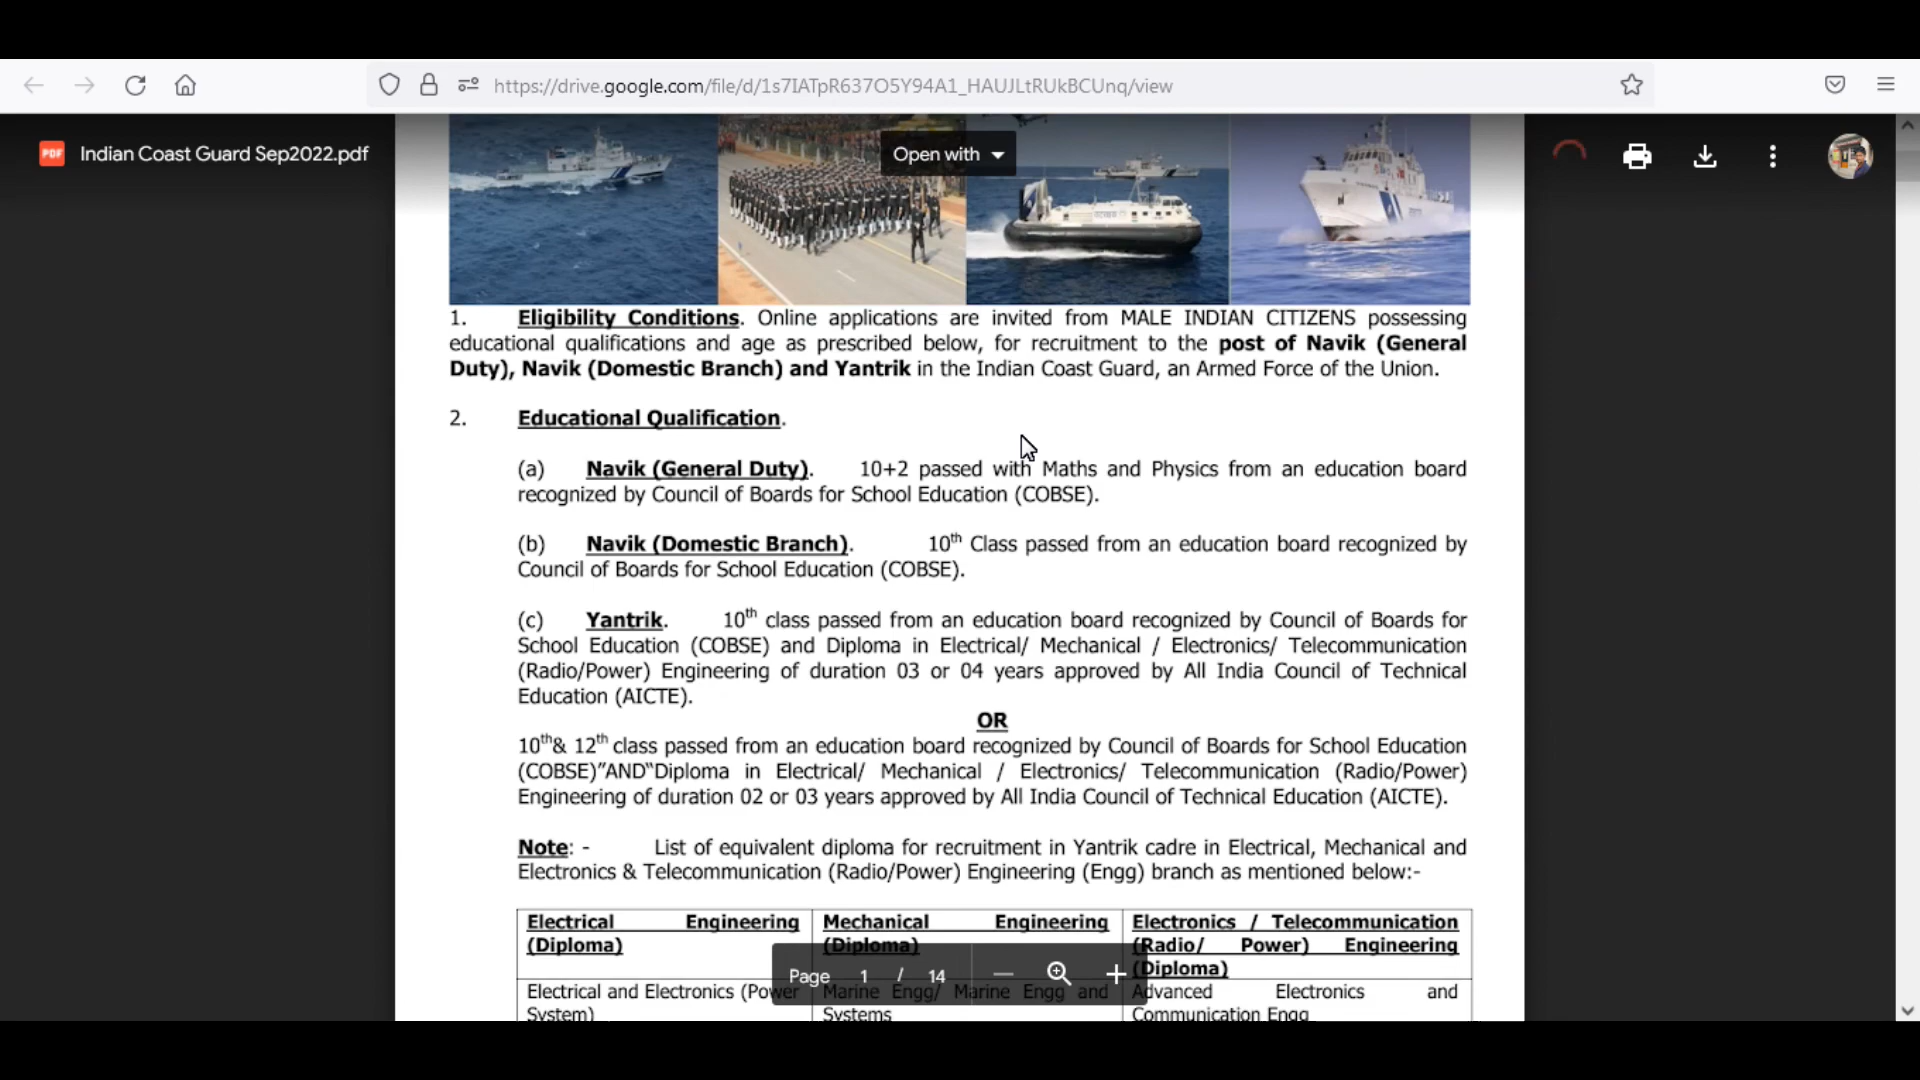 https://drive.google.com/file/d/1s7IATpR637O5Y94A1_HAUJLtRUkBCUnq/view
PDF Indian Coast Guard Sep2022.pdf
Open with
1. Eligibility Conditions. Online applications are invited from MALE INDIAN CITIZENS possessing
educational qualifications and age as prescribed below, for recruitment to the post of Navik (General
Duty), Navik (Domestic Branch) and Yantrik in the Indian Coast Guard, an Armed Force of the Union.
2. Educational Qualification.
(a) Navik (General Duty). 10+2 passed with Maths and Physics from an education board
recognized by Council of Boards for School Education (COBSE).
(b) Navik (Domestic Branch). 10th Class passed from an education board recognized by
Council of Boards for School Education (COBSE).
(c) Yantrik. 10th class passed from an education board recognized by Council of Boards for
School Education (COBSE) and Diploma in Electrical/ Mechanical / Electronics/ Telecommunication
(Radio/Power) Engineering of duration 03 or 04 years approved by All India Council of Technical
Education (AICTE).
OR
10th& 12th class passed from an education board recognized by Council of Boards for School Education
(COBSE)”AND“Diploma in Electrical/ Mechanical / Electronics/ Telecommunication (Radio/Power)
Engineering of duration 02 or 03 years approved by All India Council of Technical Education (AICTE).
Note: - List of equivalent diploma for recruitment in Yantrik cadre in Electrical, Mechanical and
Electronics & Telecommunication (Radio/Power) Engineering (Engg) branch as mentioned below:-
Electrical Engineering
(Diploma)
Mechanical Engineering
(Diploma)
Electronics / Telecommunication
(Radio/ Power) Engineering
(Diploma)
Electrical and Electronics (Power
System)
Marine Engg/ Marine Engg and
Systems
Advanced Electronics and
Communication Engg
Page 1 / 14